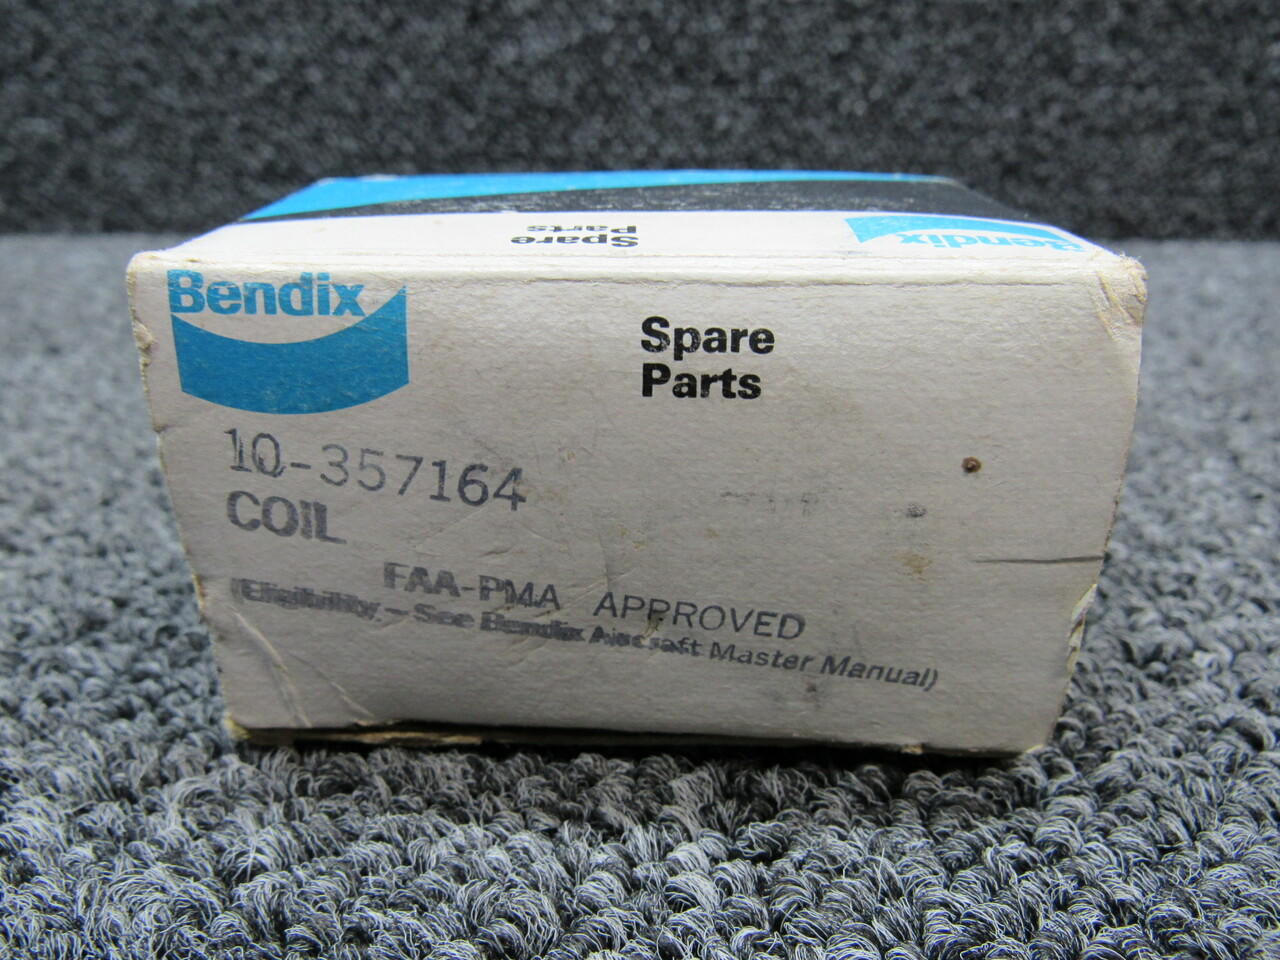 Spare
Parts
Bendix
Bendix
Spare
Parts
10-357164
COIL
FAA-PMA APPROVED
(Eligibility,-See Bendix Aircraft Master Manual)